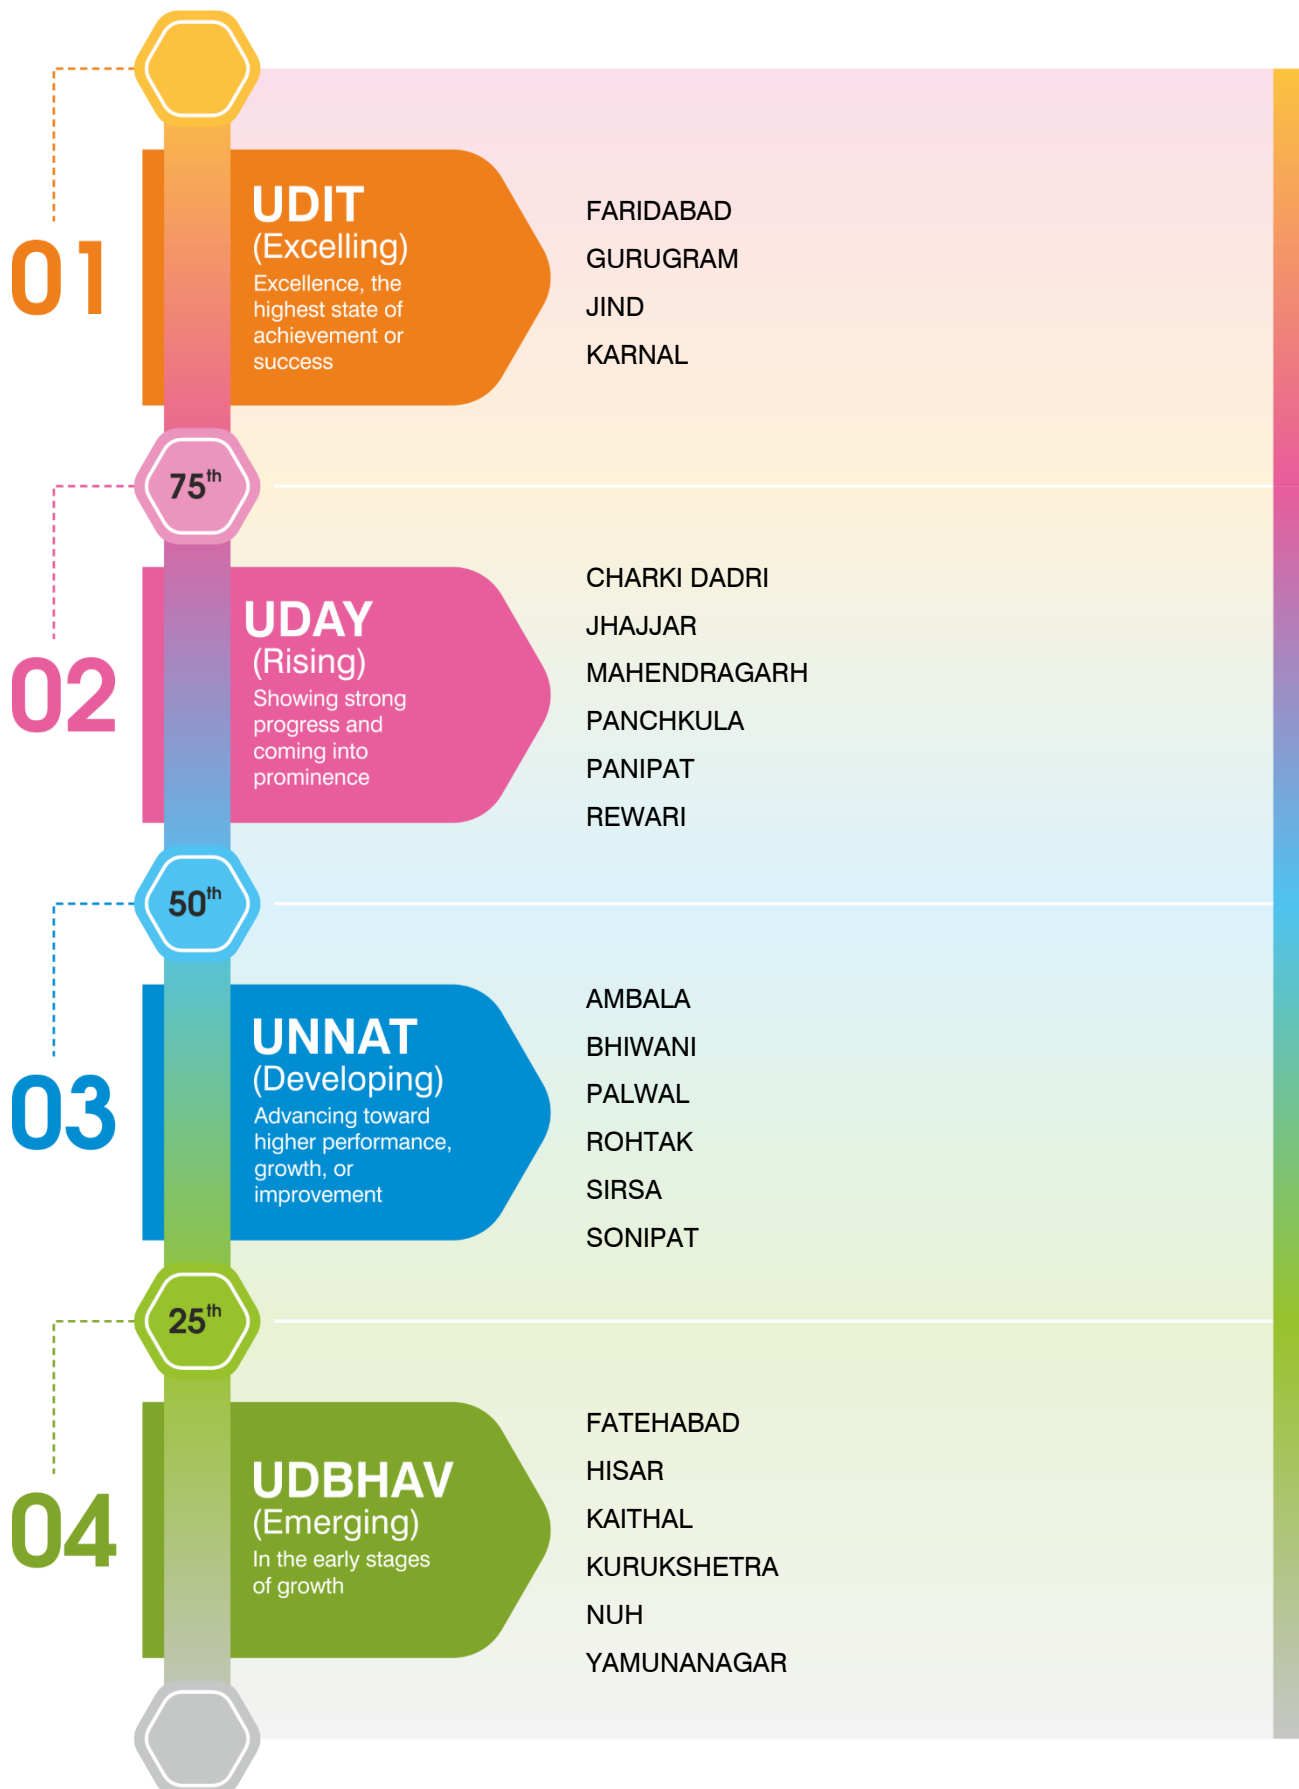 01
UDIT
(Excelling)
Excellence, the
highest state of
achievement or
success
FARIDABAD
GURUGRAM
JIND
KARNAL
75th
02
UDAY
(Rising)
Showing strong
progress and
coming into
prominence
CHARKI DADRI
JHAJJAR
MAHENDRAGARH
PANCHKULA
PANIPAT
REWARI
50th
03
UNNAT
(Developing)
Advancing toward
higher performance,
growth, or
improvement
AMBALA
BHIWANI
PALWAL
ROHTAK
SIRSA
SONIPAT
25th
04
UDBHAV
(Emerging)
In the early stages
of growth
FATEHABAD
HISAR
KAITHAL
KURUKSHETRA
NUH
YAMUNANAGAR